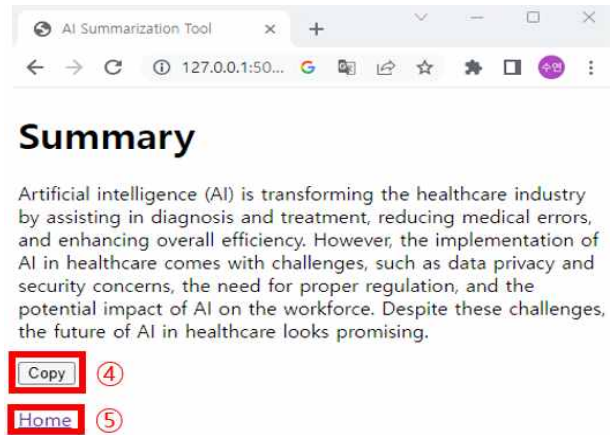 AI Summarization Tool
127.0.0.1:50...
수연
Summary
Artificial intelligence (AI) is transforming the healthcare industry
by assisting in diagnosis and treatment, reducing medical errors,
and enhancing overall efficiency. However, the implementation of
AI in healthcare comes with challenges, such as data privacy and
security concerns, the need for proper regulation, and the
potential impact of AI on the workforce. Despite these challenges,
the future of AI in healthcare looks promising.
Copy ④
Home ⑤